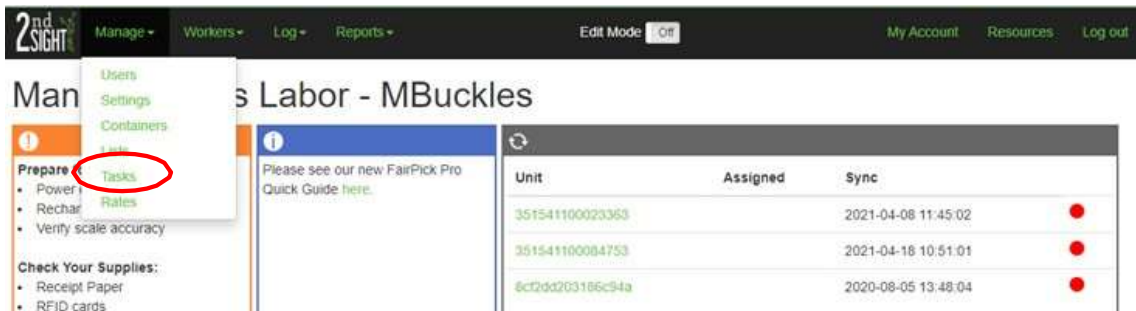 2nd SIGHT
Manage Workers Log Reports Edit Mode Off My Account Resources Log out
Users
Settings
Containers
Lists
Tasks
Rates
Man s Labor - MBuckles
Prepare
• Power
• Rechar
• Verify scale accuracy
Check Your Supplies:
• Receipt Paper
• RFID cards
Please see our new FairPick Pro
Quick Guide here.
Unit Assigned Sync
351541100023363 2021-04-08 11:45:02
351541100084753 2021-04-18 10:51:01
8cf2dd203186c94a 2020-08-05 13:48:04